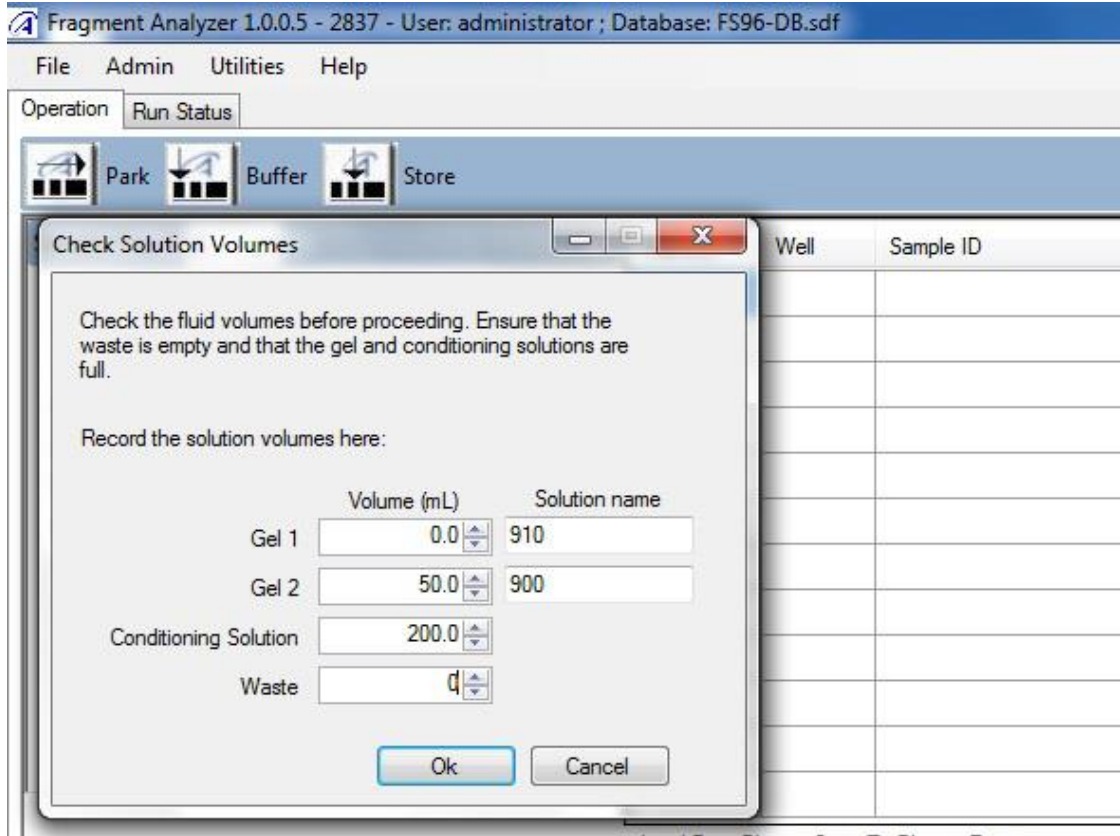 Fragment Analyzer 1.0.0.5 - 2837 - User: administrator ; Database: FS96-DB.sdf
File Admin Utilities Help
Operation Run Status
Park Buffer Store
Check Solution Volumes
Well Sample ID
Check the fluid volumes before proceeding. Ensure that the
waste is empty and that the gel and conditioning solutions are
full.
Record the solution volumes here:
Volume (mL) Solution name
Gel 1 0.0 910
Gel 2 50.0 900
Conditioning Solution 200.0
Waste 0
Ok Cancel